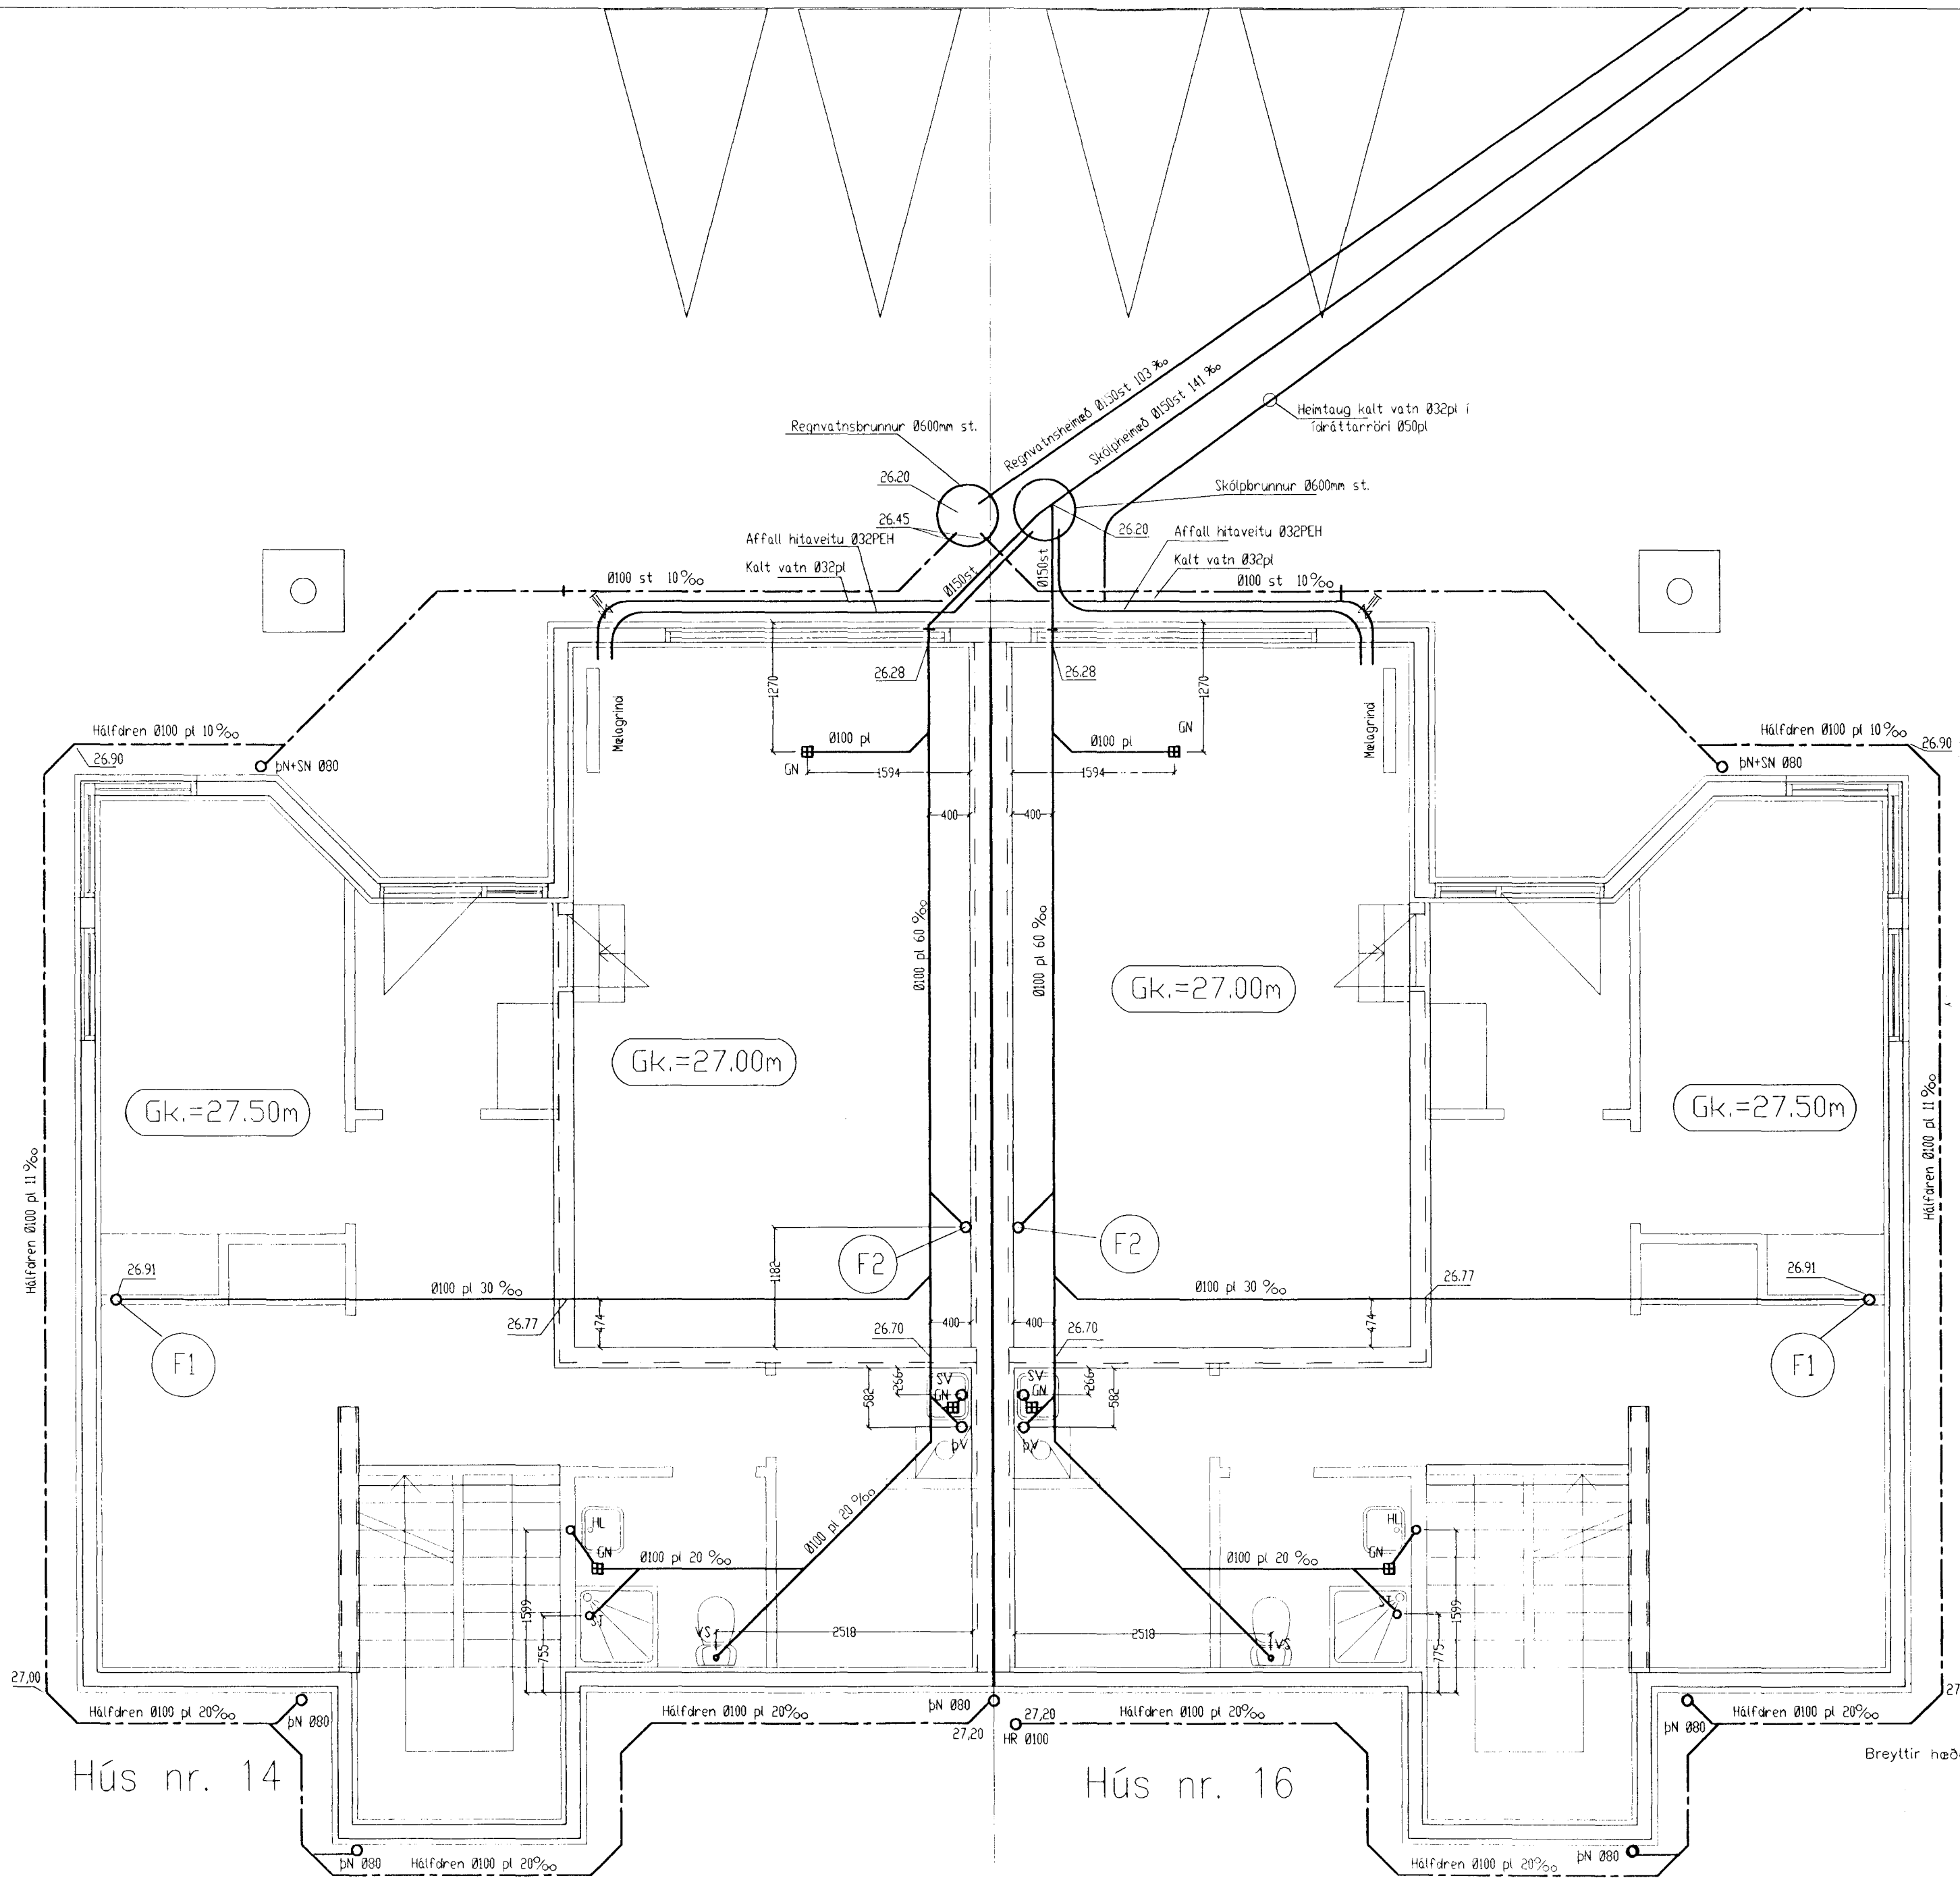 Regnvatnsheimæð Ø150st 103 ‰
Skólpheimæð Ø150st 141 ‰
Heimtaug kalt vatn Ø32pl í
ídráttarröri Ø50pl
Regnvatnsbrunnur Ø600mm st.
26.20
26.45
Skólpbrunnur Ø600mm st.
26.20
Affall hitaveitu Ø32PEH
Kalt vatn Ø32pl
Affall hitaveitu Ø32PEH
Kalt vatn Ø32pl
Ø100 st 10‰
Ø150st
Ø150st
Ø100 st 10‰
26.28
26.28
1270
1270
Mælagrind
Mælagrind
Hálfdren Ø100 pl 10‰
26.90
þN+SN Ø80
GN
Ø100 pl
1594
Ø100 pl
GN
1594
Hálfdren Ø100 pl 10‰
26.90
þN+SN Ø80
400
400
Ø100 pl 60 ‰
Ø100 pl 60 ‰
Gk.=27.00m
Gk.=27.00m
Gk.=27.50m
Gk.=27.50m
Hálfdren Ø100 pl 11‰
Hálfdren Ø100 pl 11‰
F2
F2
1182
26.91
Ø100 pl 30 ‰
26.77
474
F1
Ø100 pl 30 ‰
26.77
474
26.91
F1
400
400
26.70
26.70
SV
GN
266
582
þV
SV
GN
266
582
þV
Ø100 pl 20 ‰
HL
GN
Ø100 pl 20 ‰
ST
VS
1599
755
2518
HL
GN
Ø100 pl 20 ‰
ST
VS
1599
775
2518
27,00
Hálfdren Ø100 pl 20‰
þN Ø80
Hálfdren Ø100 pl 20‰
þN Ø80
27,20
27,20
HR Ø100
Hálfdren Ø100 pl 20‰
þN Ø80
Hálfdren Ø100 pl 20‰
27
Breyttir hæð
Hús nr. 14
Hús nr. 16
þN Ø80
Hálfdren Ø100 pl 20‰
Hálfdren Ø100 pl 20‰
þN Ø80